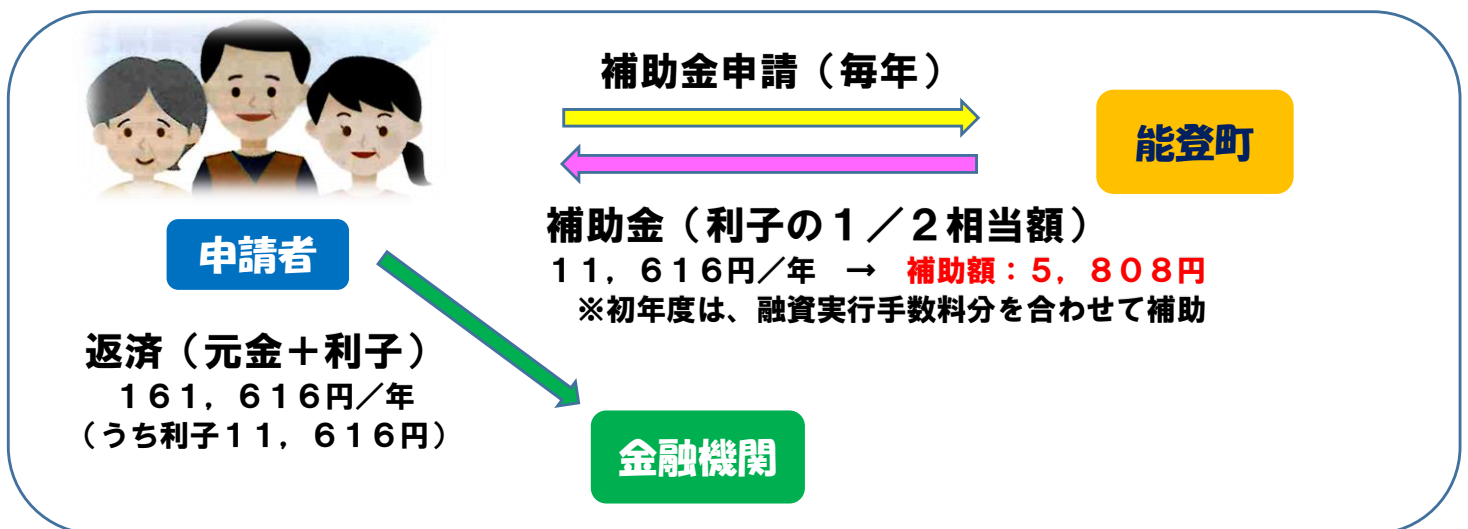 補助金申請（毎年）
能登町
補助金（利子の１／２相当額）
１１，６１６円／年　→　補助額：５，８０８円
※初年度は、融資実行手数料分を合わせて補助
申請者
返済（元金＋利子）
１６１，６１６円／年
（うち利子１１，６１６円）
金融機関